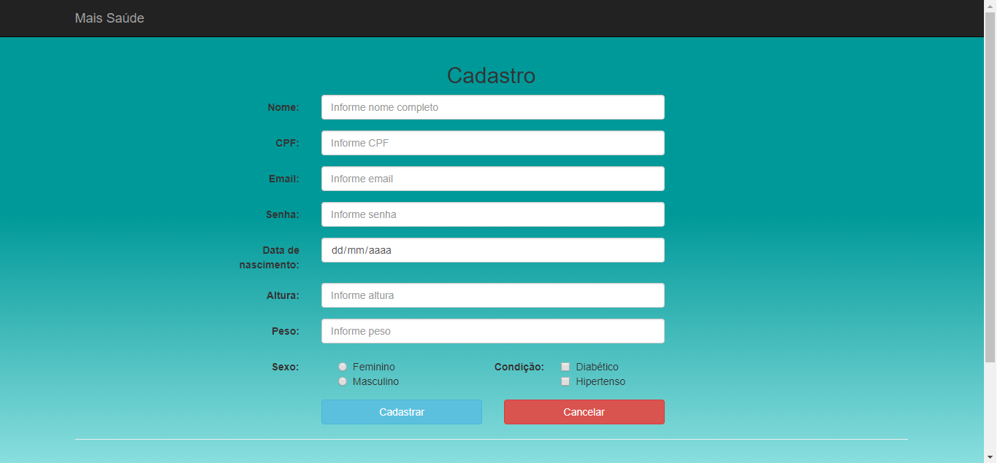 Mais Saúde
Cadastro
Nome: Informe nome completo
CPF: Informe CPF
Email: Informe email
Senha: Informe senha
Data de dd/mm/aaaa
nascimento:
Altura: Informe altura
Peso: Informe peso
Sexo: Feminino Condição: Diabético
Masculino Hipertenso
Cadastrar Cancelar